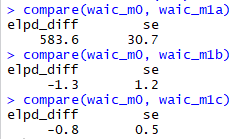 > compare(waic_m0, waic_m1a)
elpd_diff        se
    583.6      30.7
> compare(waic_m0, waic_m1b)
elpd_diff        se
     -1.3       1.2
> compare(waic_m0, waic_m1c)
elpd_diff        se
     -0.8       0.5